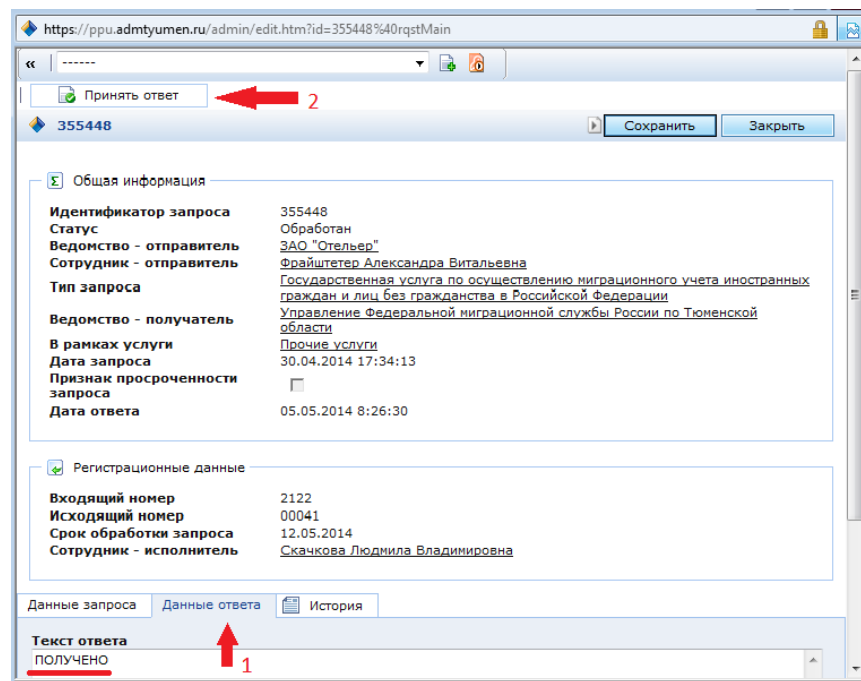 https://ppu.admtyumen.ru/admin/edit.htm?id=355448%40rqstMain
« ------
Принять ответ 2
355448 Сохранить Закрыть
Σ Общая информация
Идентификатор запроса 355448
Статус Обработан
Ведомство - отправитель ЗАО "Отельер"
Сотрудник - отправитель Фрайштетер Александра Витальевна
Тип запроса Государственная услуга по осуществлению миграционного учета иностранных
граждан и лиц без гражданства в Российской Федерации
Ведомство - получатель Управление Федеральной миграционной службы России по Тюменской
области
В рамках услуги Прочие услуги
Дата запроса 30.04.2014 17:34:13
Признак просроченности
запроса
Дата ответа 05.05.2014 8:26:30
Регистрационные данные
Входящий номер 2122
Исходящий номер 00041
Срок обработки запроса 12.05.2014
Сотрудник - исполнитель Скачкова Людмила Владимировна
Данные запроса Данные ответа История
Текст ответа
ПОЛУЧЕНО 1